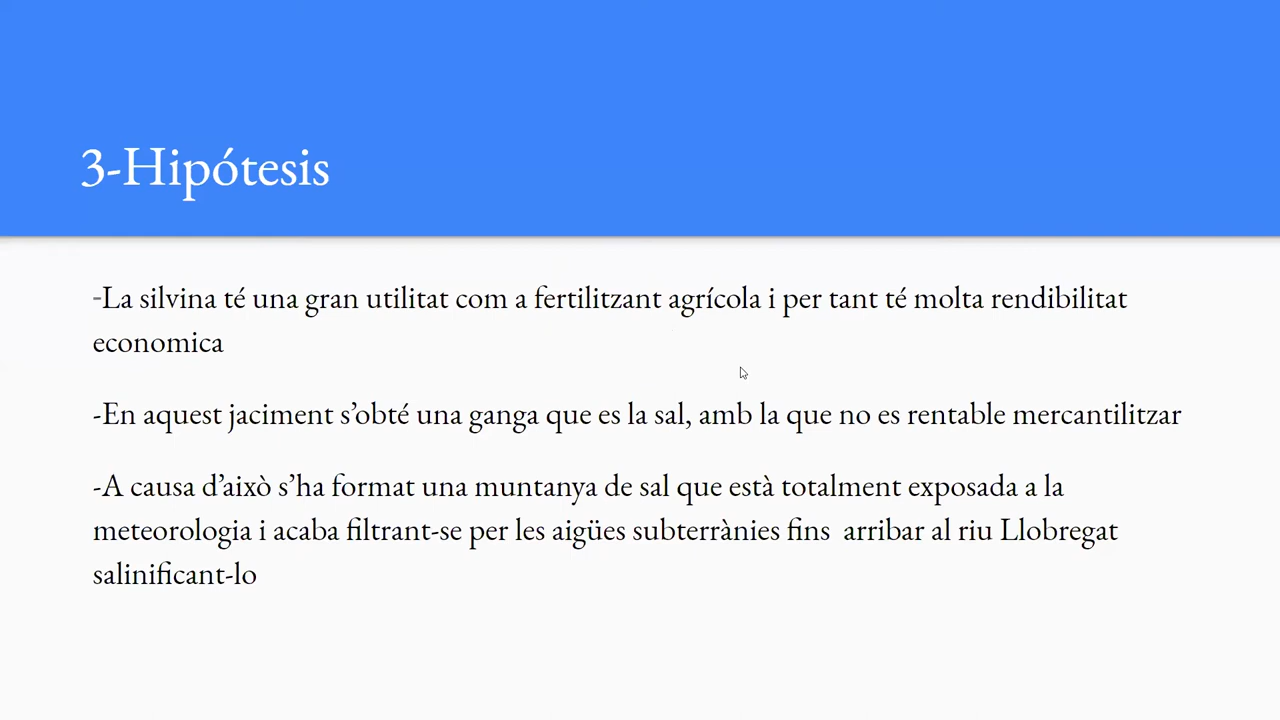 3-Hipótesis
-La silvina té una gran utilitat com a fertilitzant agrícola i per tant té molta rendibilitat
economica
-En aquest jaciment s’obté una ganga que es la sal, amb la que no es rentable mercantilitzar
-A causa d’això s’ha format una muntanya de sal que està totalment exposada a la
meteorologia i acaba filtrant-se per les aigües subterrànies fins  arribar al riu Llobregat
salinificant-lo